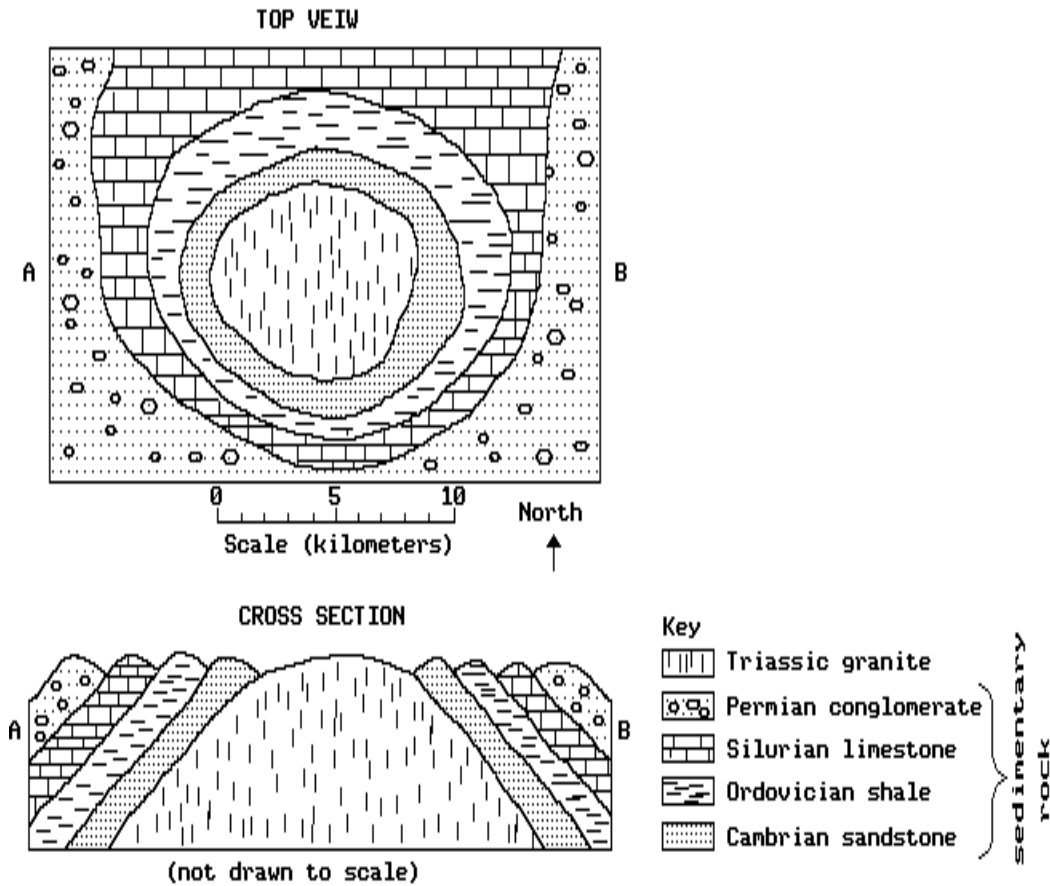 TOP VEIW
A
B
0 5 10
North
Scale (kilometers)
CROSS SECTION
A
B
(not drawn to scale)
Key
Triassic granite
Permian conglomerate
Silurian limestone
Ordovician shale
Cambrian sandstone
sedimentary
rock